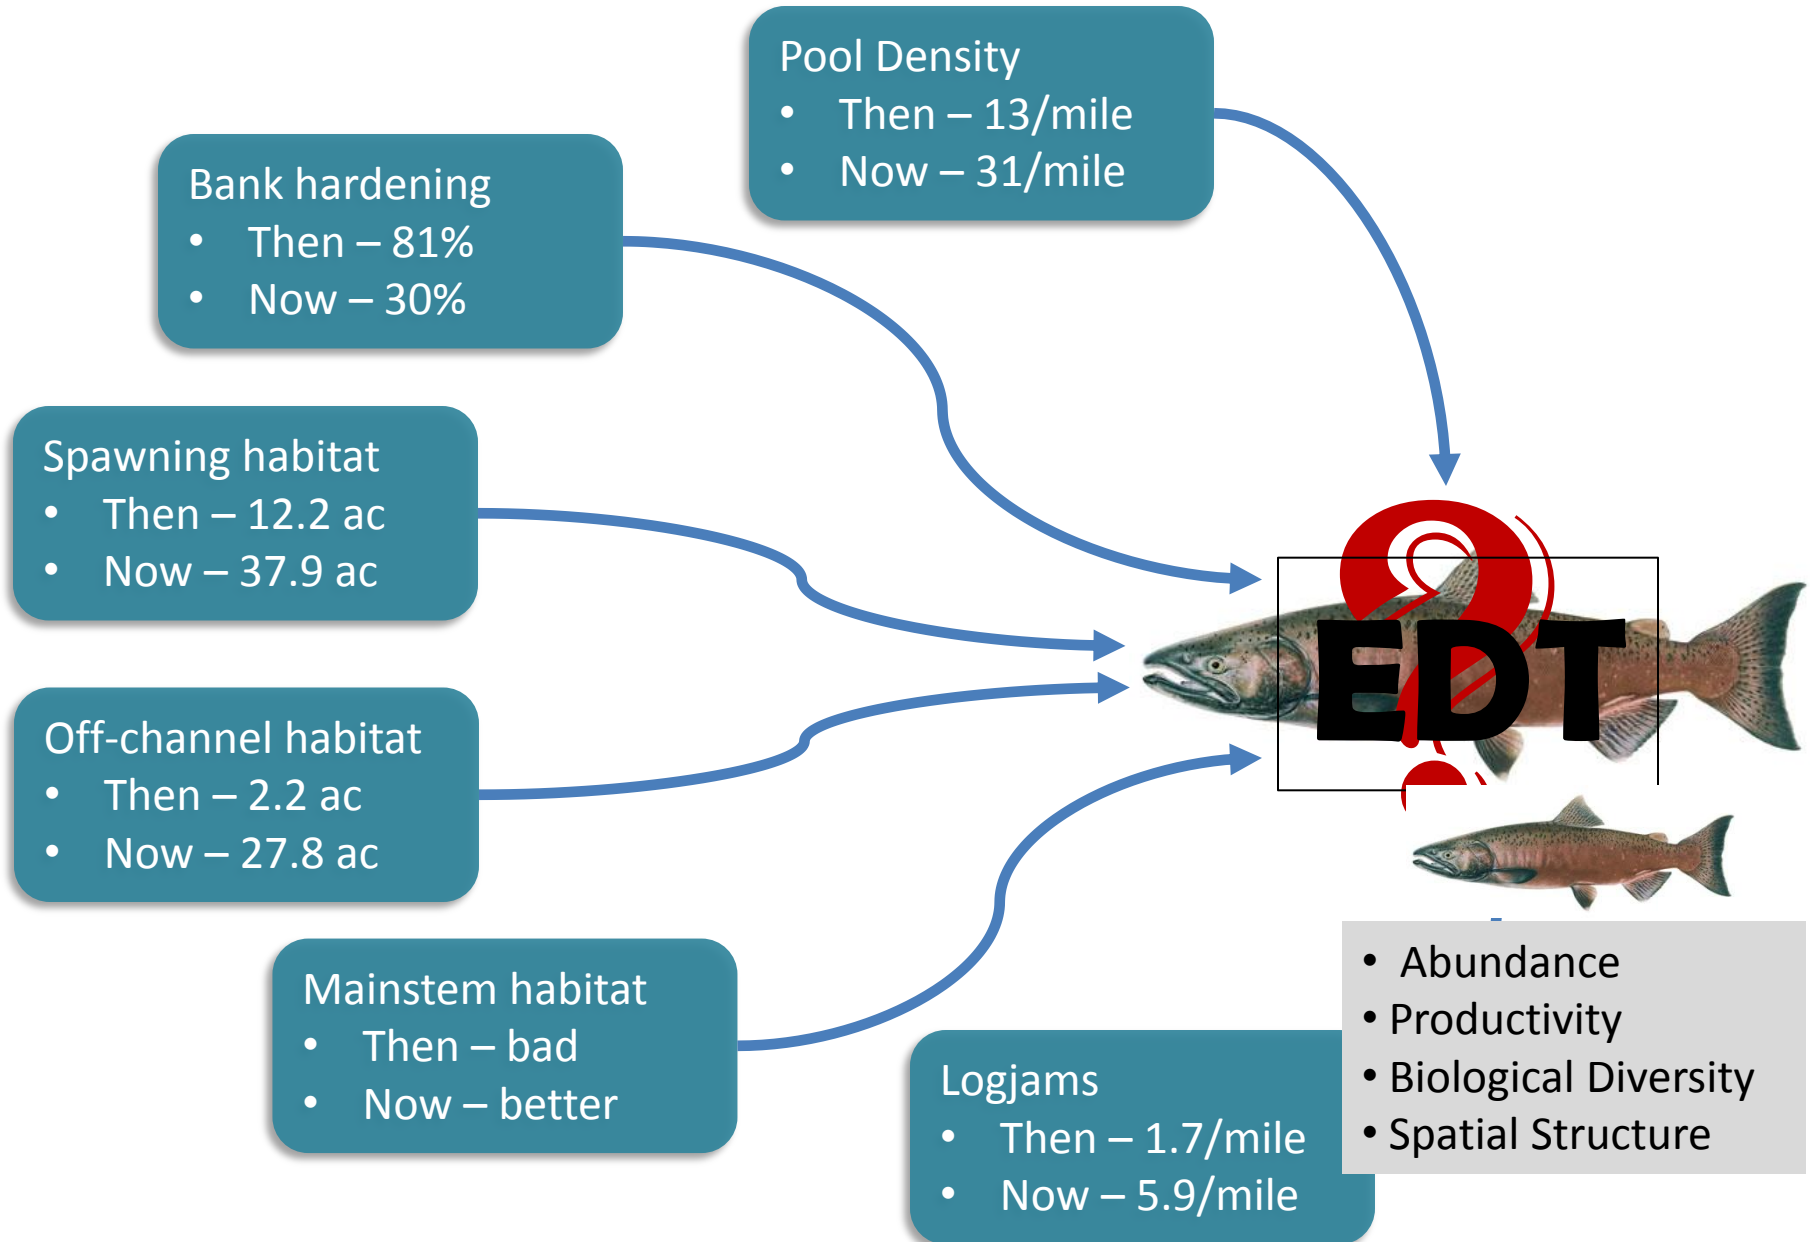 Pool Density
• Then – 13/mile
• Now – 31/mile
Bank hardening
• Then – 81%
• Now – 30%
Spawning habitat
• Then – 12.2 ac
• Now – 37.9 ac
Off-channel habitat
• Then – 2.2 ac
• Now – 27.8 ac
Mainstem habitat
• Then – bad
• Now – better
Logjams
• Then – 1.7/mile
• Now – 5.9/mile
?
EDT
• Abundance
• Productivity
• Biological Diversity
• Spatial Structure